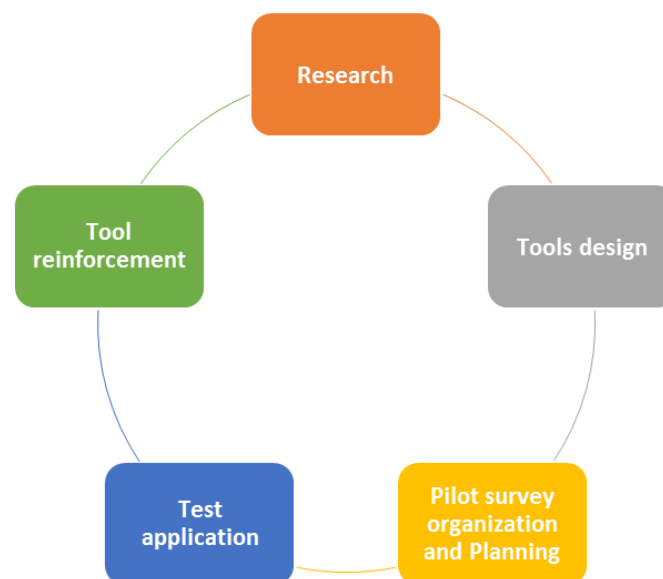 Research
Tools design
Pilot survey
organization
and Planning
Test
application
Tool
reinforcement